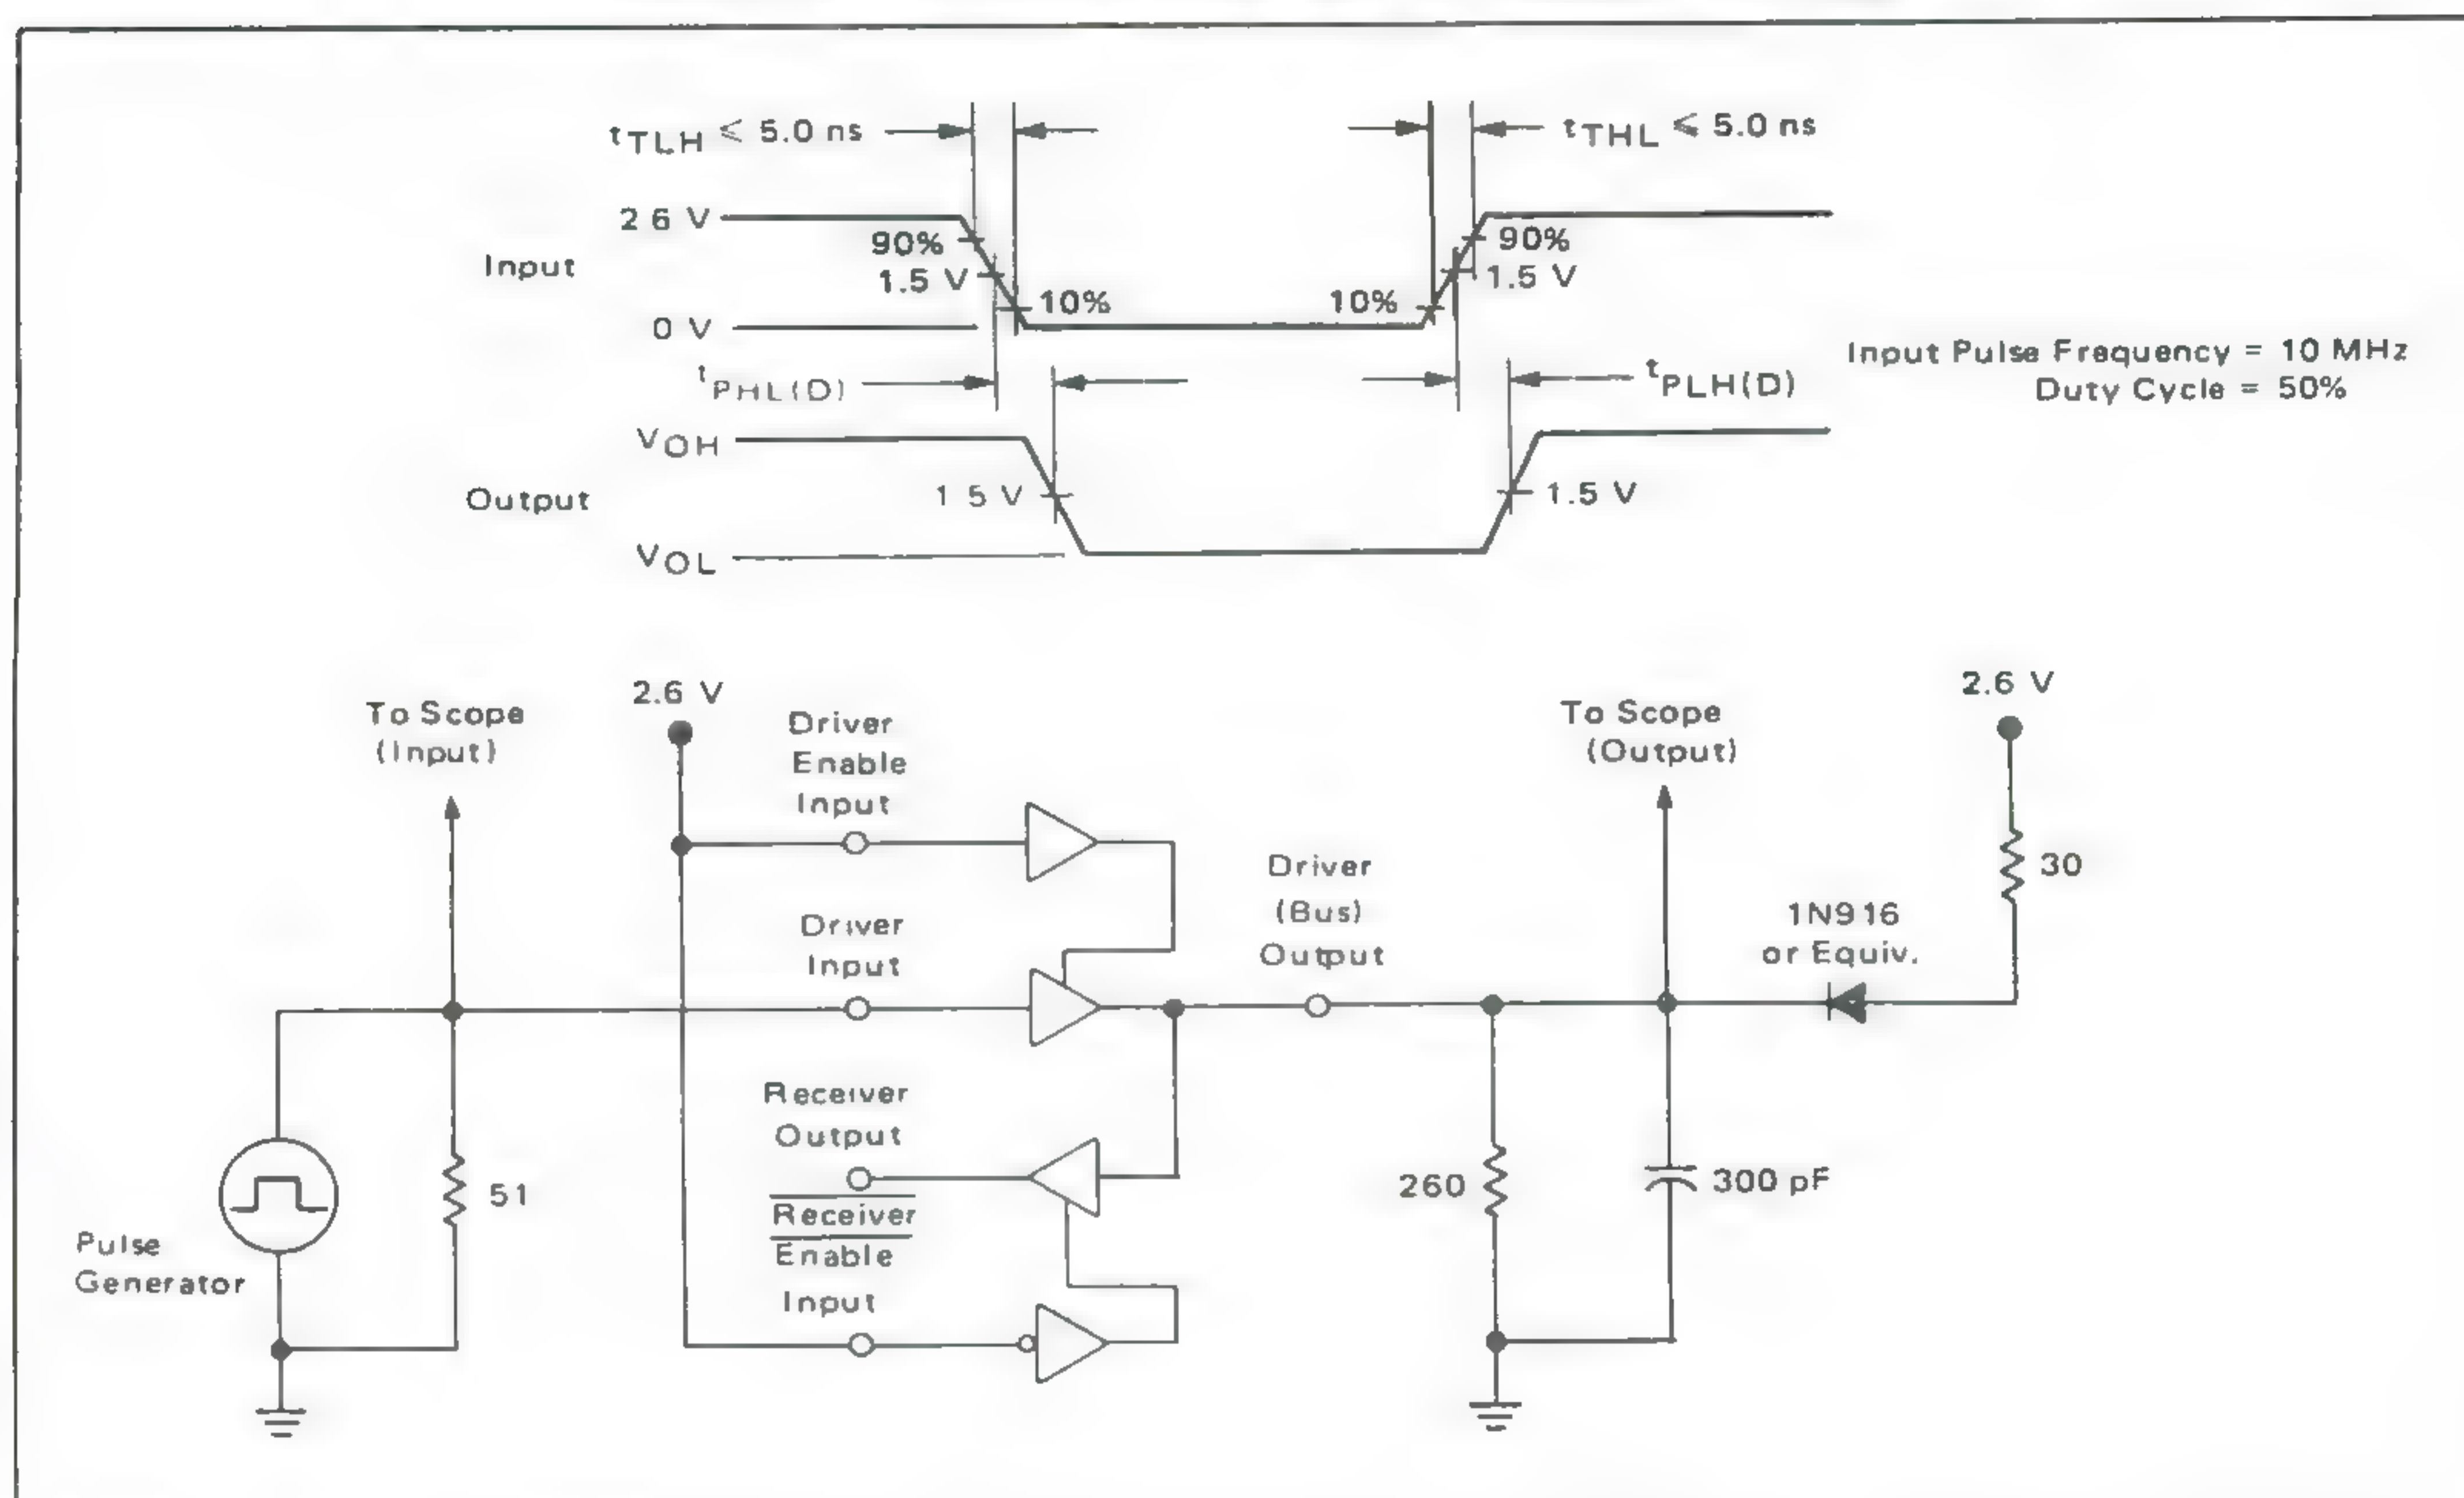 tTLH ≤ 5.0 ns
tTHL ≤ 5.0 ns
2 6 V
90%
90%
Input
1.5 V
1.5 V
10%
10%
0 V
Input Pulse Frequency = 10 MHz
Duty Cycle = 50%
tPHL(D)
tPLH(D)
VOH
1 5 V
1.5 V
Output
VOL
To Scope
(Input)
2.6 V
Driver
Enable
Input
To Scope
(Output)
2.6 V
30
Driver
Input
Driver
(Bus)
Output
1N916
or Equiv.
Receiver
Output
Receiver
Enable
Input
51
260
300 pF
Pulse
Generator